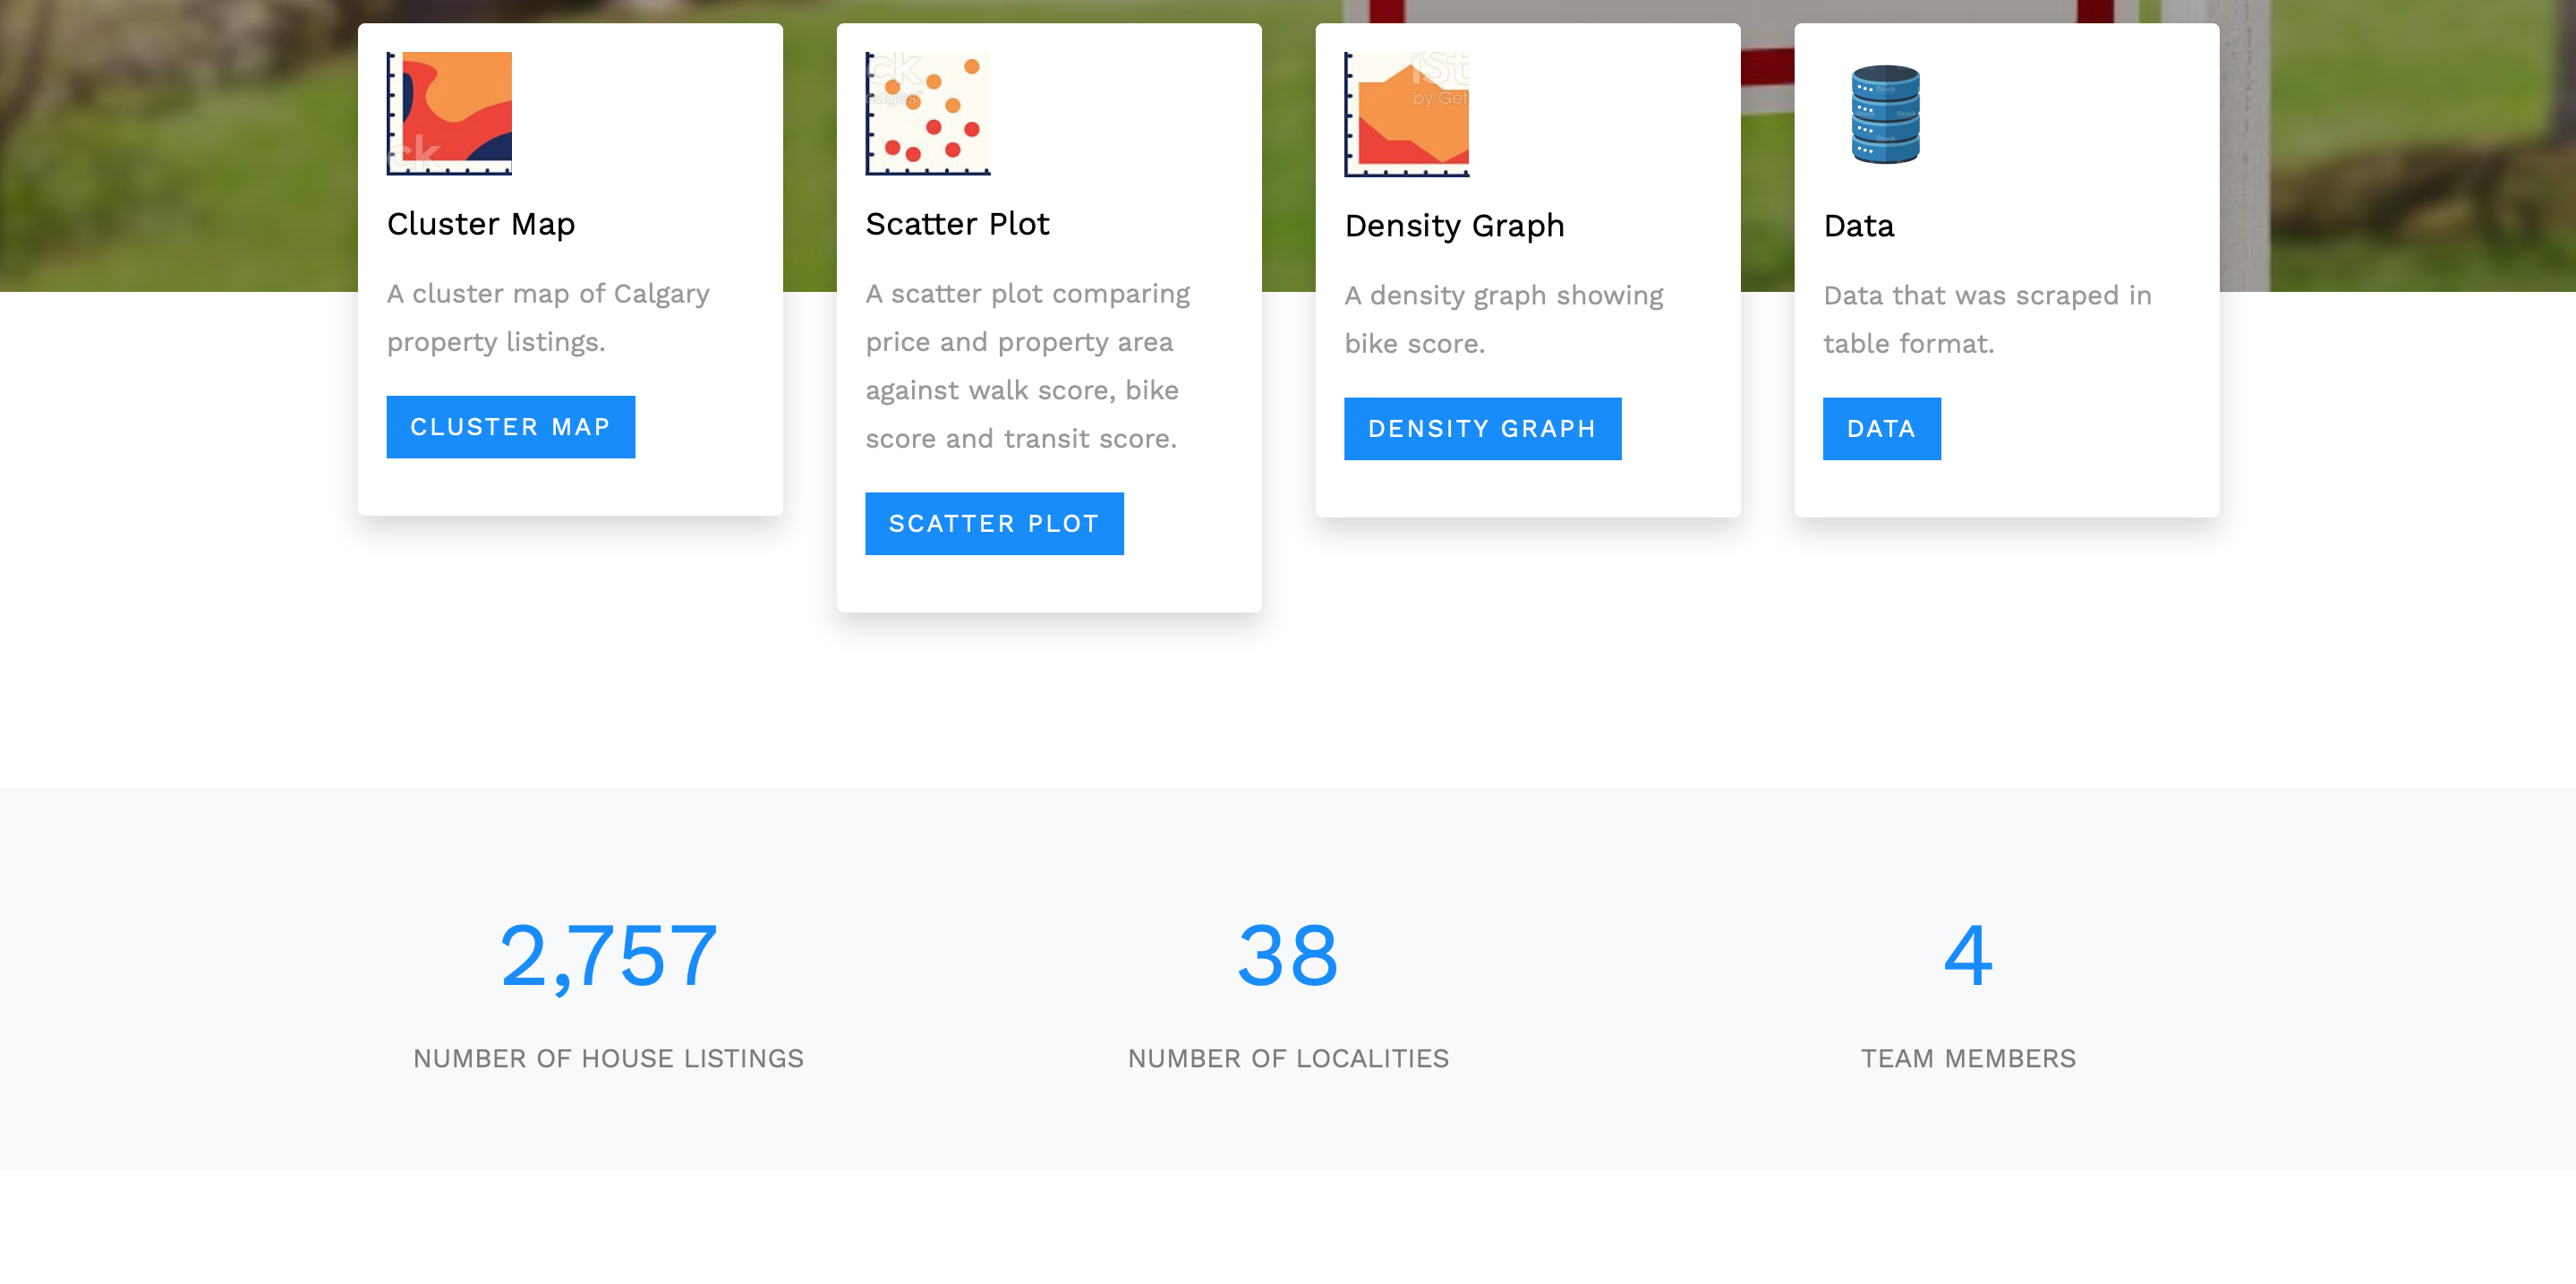 Cluster Map
A cluster map of Calgary
property listings.
CLUSTER MAP
Scatter Plot
A scatter plot comparing
price and property area
against walk score, bike
score and transit score.
SCATTER PLOT
Density Graph
A density graph showing
bike score.
DENSITY GRAPH
Data
Data that was scraped in
table format.
DATA
2,757
NUMBER OF HOUSE LISTINGS
38
NUMBER OF LOCALITIES
4
TEAM MEMBERS